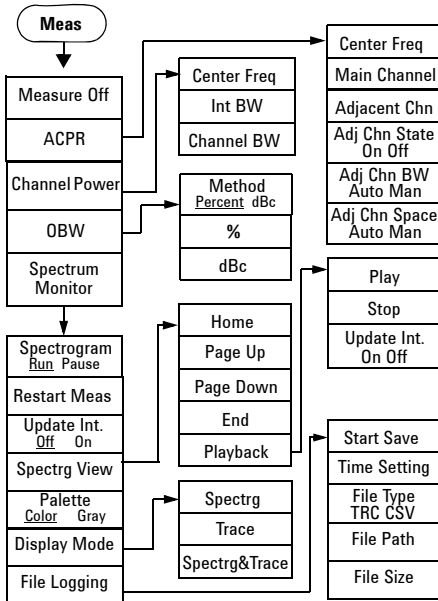 Meas
Measure Off
ACPR
Channel Power
OBW
Spectrum
Monitor
Spectrogram
Run Pause
Restart Meas
Update Int.
Off On
Spectrg View
Palette
Color Gray
Display Mode
File Logging
Center Freq
Int BW
Channel BW
Method
Percent dBc
%
dBc
Home
Page Up
Page Down
End
Playback
Spectrg
Trace
Spectrg&Trace
Center Freq
Main Channel
Adjacent Chn
Adj Chn State
On Off
Adj Chn BW
Auto Man
Adj Chn Space
Auto Man
Play
Stop
Update Int.
On Off
Start Save
Time Setting
File Type
TRC CSV
File Path
File Size